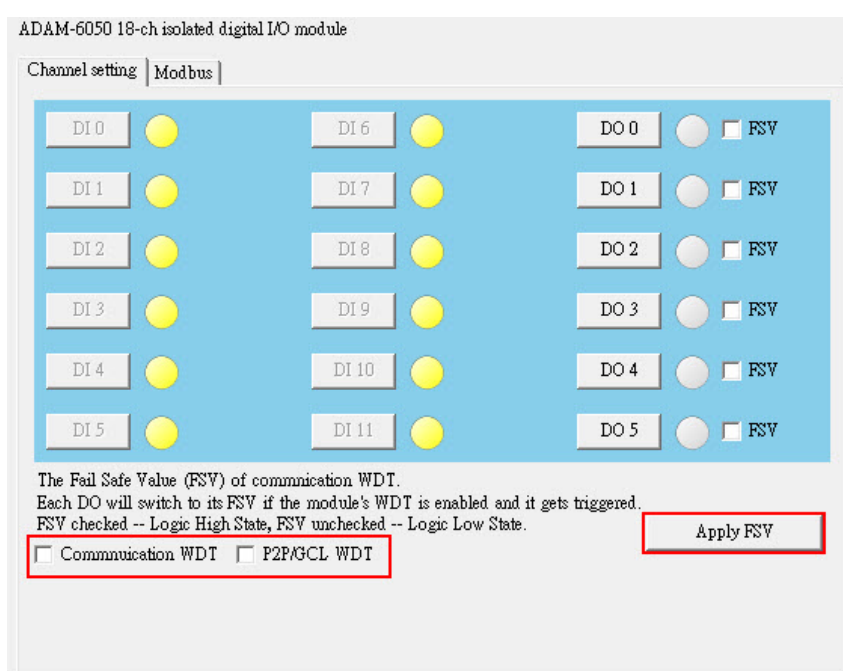 ADAM-6050 18-ch isolated digital I/O module
Channel setting Modbus
DI 0 DI 6 DO 0 FSV
DI 1 DI 7 DO 1 FSV
DI 2 DI 8 DO 2 FSV
DI 3 DI 9 DO 3 FSV
DI 4 DI 10 DO 4 FSV
DI 5 DI 11 DO 5 FSV
The Fail Safe Value (FSV) of commnication WDT.
Each DO will switch to its FSV if the module's WDT is enabled and it gets triggered.
FSV checked -- Logic High State, FSV unchecked -- Logic Low State.
Apply FSV
Commnuication WDT P2P/GCL WDT